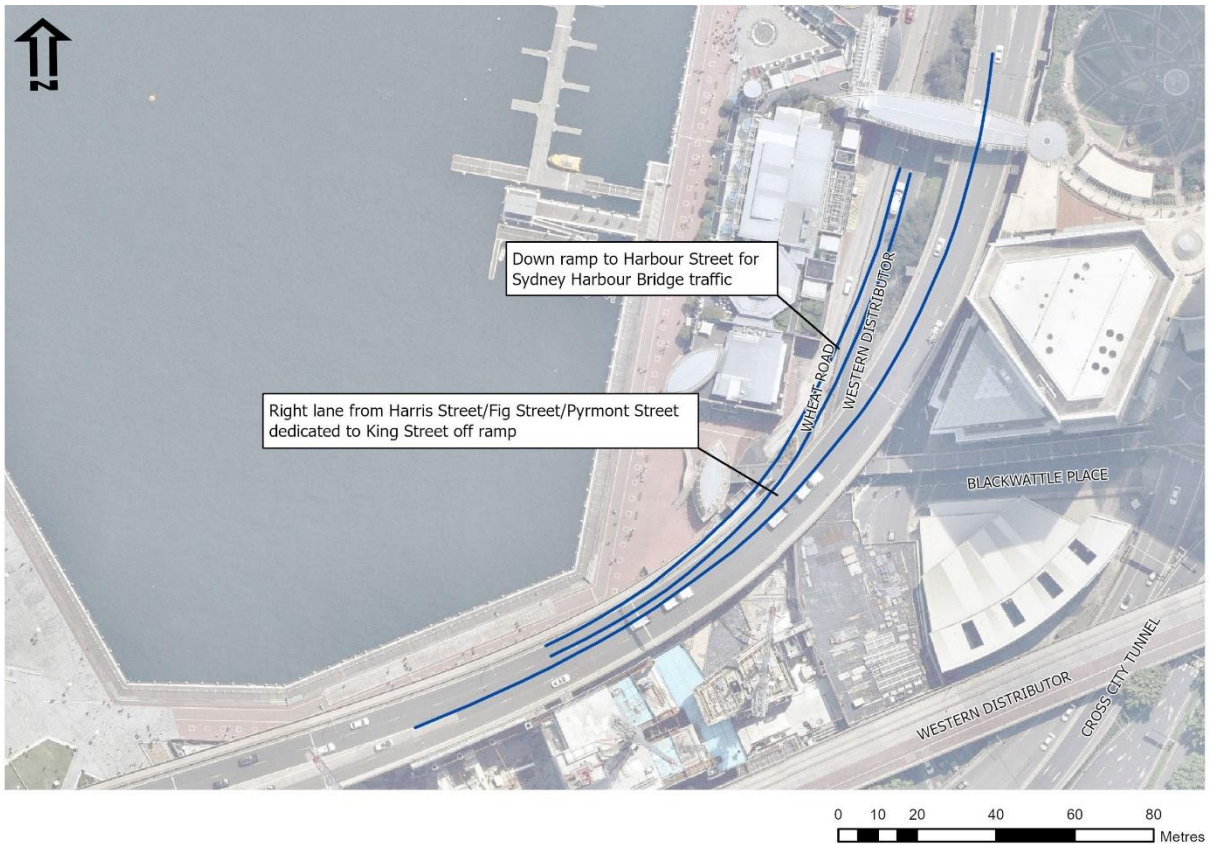 N
Down ramp to Harbour Street for
Sydney Harbour Bridge traffic
WHEAT ROAD
WESTERN DISTRIBUTOR
Right lane from Harris Street/Fig Street/Pyrmont Street
dedicated to King Street off ramp
BLACKWATTLE PLACE
WESTERN DISTRIBUTOR
CROSS CITY TUNNEL
0 10 20 40 60 80
Metres